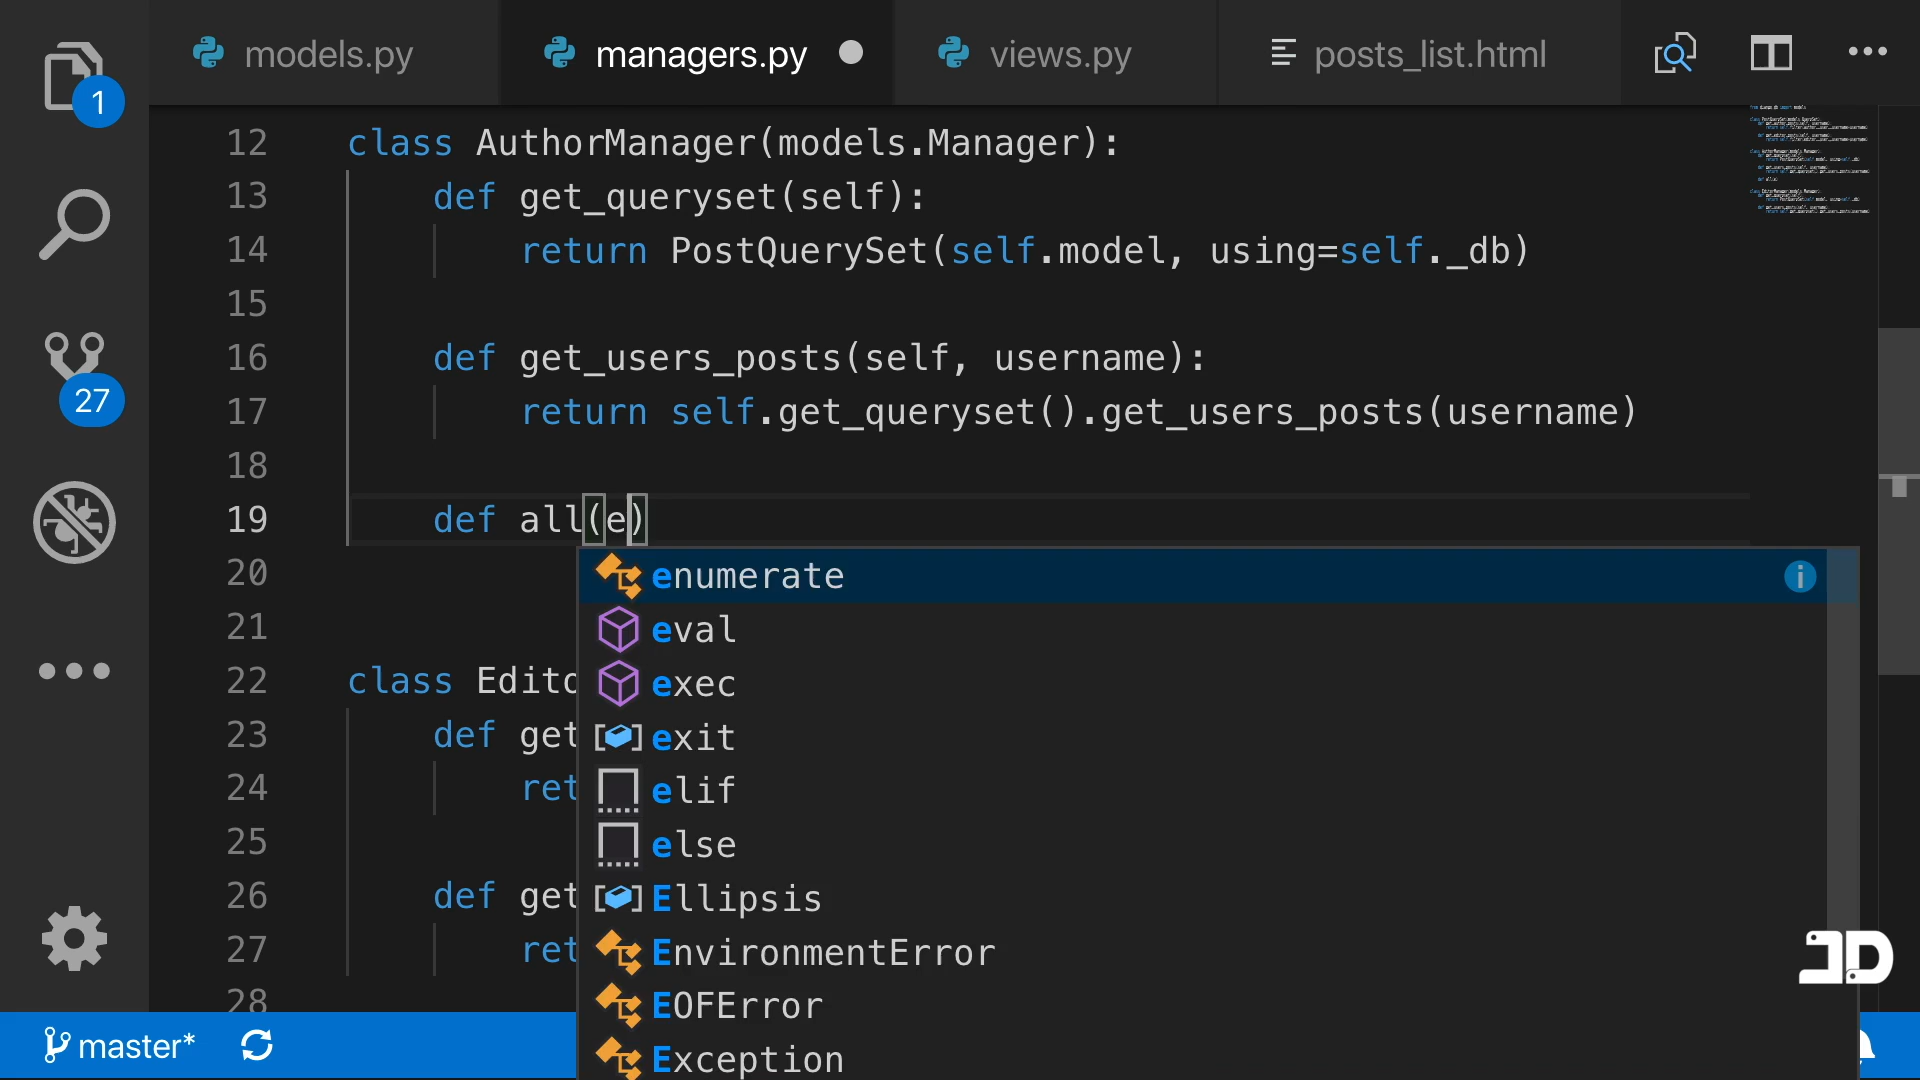 models.py managers.py views.py posts_list.html
1
12 class AuthorManager(models.Manager):
13 def get_queryset(self):
14 return PostQuerySet(self.model, using=self._db)
15
16 def get_users_posts(self, username):
27
17 return self.get_queryset().get_users_posts(username)
18
19 def all(e)
20 enumerate
21 eval
22 class Edito exec
23 def get exit
24 ret elif
25 else
26 def get Ellipsis
27 ret EnvironmentError
28 EOFError
master* Exception
JD